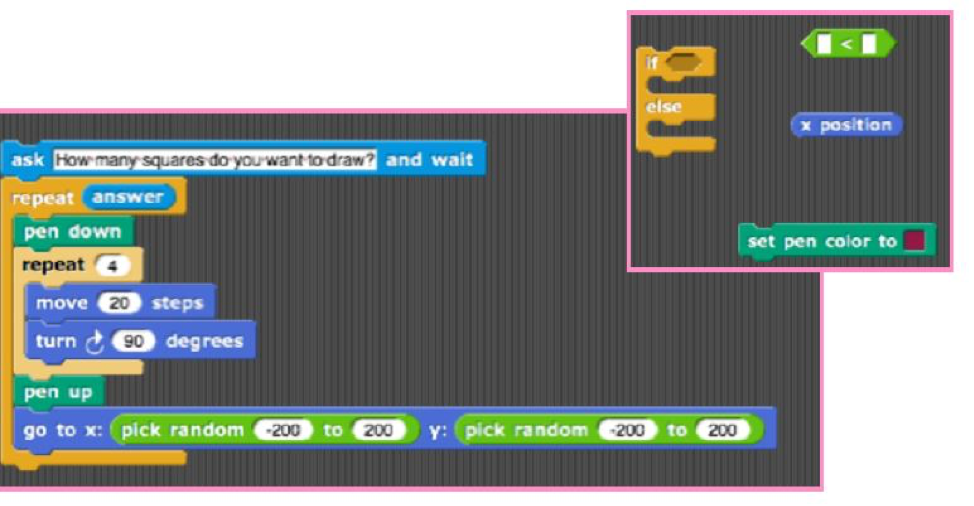 if
<
else
x position
set pen color to
ask How many squares do you want to draw? and wait
repeat answer
pen down
repeat 4
move 20 steps
turn 90 degrees
pen up
go to x: pick random -200 to 200 y: pick random -200 to 200